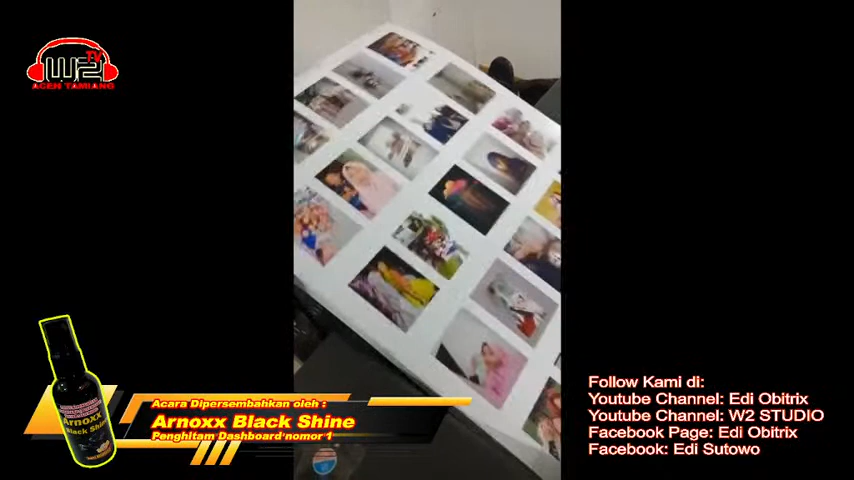 W2
TV
ACEH TAMIANG
Arnoxx
Black Shine
Acara Dipersembahkan oleh :
Arnoxx Black Shine
Penghitam Dashboard nomor 1
Follow Kami di:
Youtube Channel: Edi Obitrix
Youtube Channel: W2 STUDIO
Facebook Page: Edi Obitrix
Facebook: Edi Sutowo